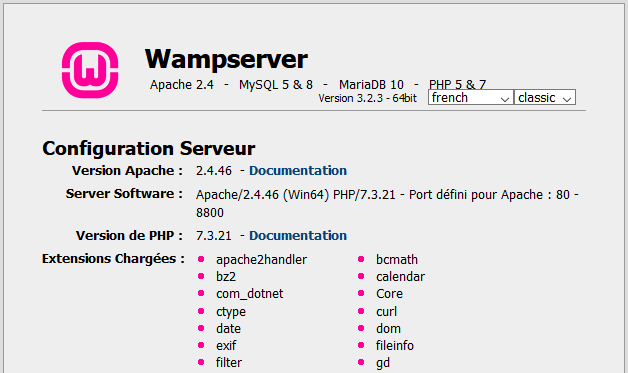 Wampserver
Apache 2.4 - MySQL 5 & 8 - MariaDB 10 - PHP 5 & 7
Version 3.2.3 - 64bit french classic
Configuration Serveur
Version Apache : 2.4.46 - Documentation
Server Software : Apache/2.4.46 (Win64) PHP/7.3.21 - Port défini pour Apache : 80 -
8800
Version de PHP : 7.3.21 - Documentation
Extensions Chargées : apache2handler bcmath
bz2 calendar
com_dotnet Core
ctype curl
date dom
exif fileinfo
filter gd